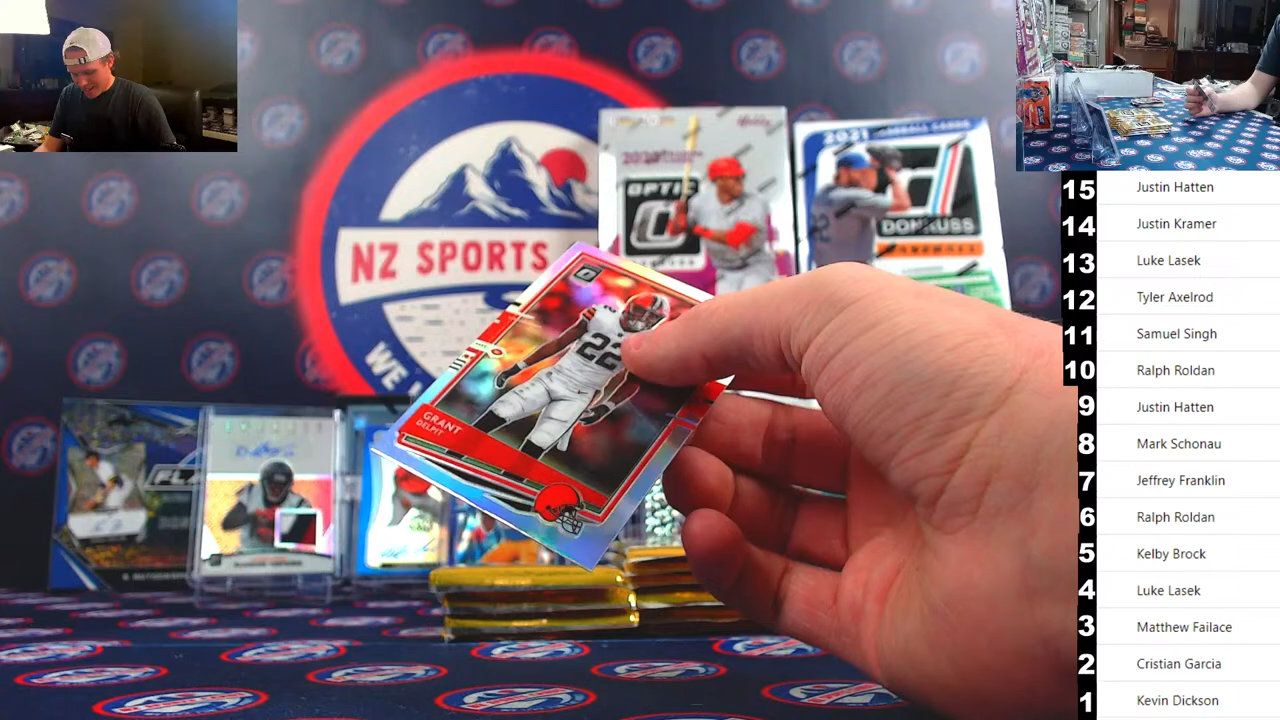 NZ SPORTS
WE
OPTIC
2021
DONRUSS
GRANT
DELPIT
22
15 Justin Hatten
14 Justin Kramer
13 Luke Lasek
12 Tyler Axelrod
11 Samuel Singh
10 Ralph Roldan
9 Justin Hatten
8 Mark Schonau
7 Jeffrey Franklin
6 Ralph Roldan
5 Kelby Brock
4 Luke Lasek
3 Matthew Failace
2 Cristian Garcia
1 Kevin Dickson